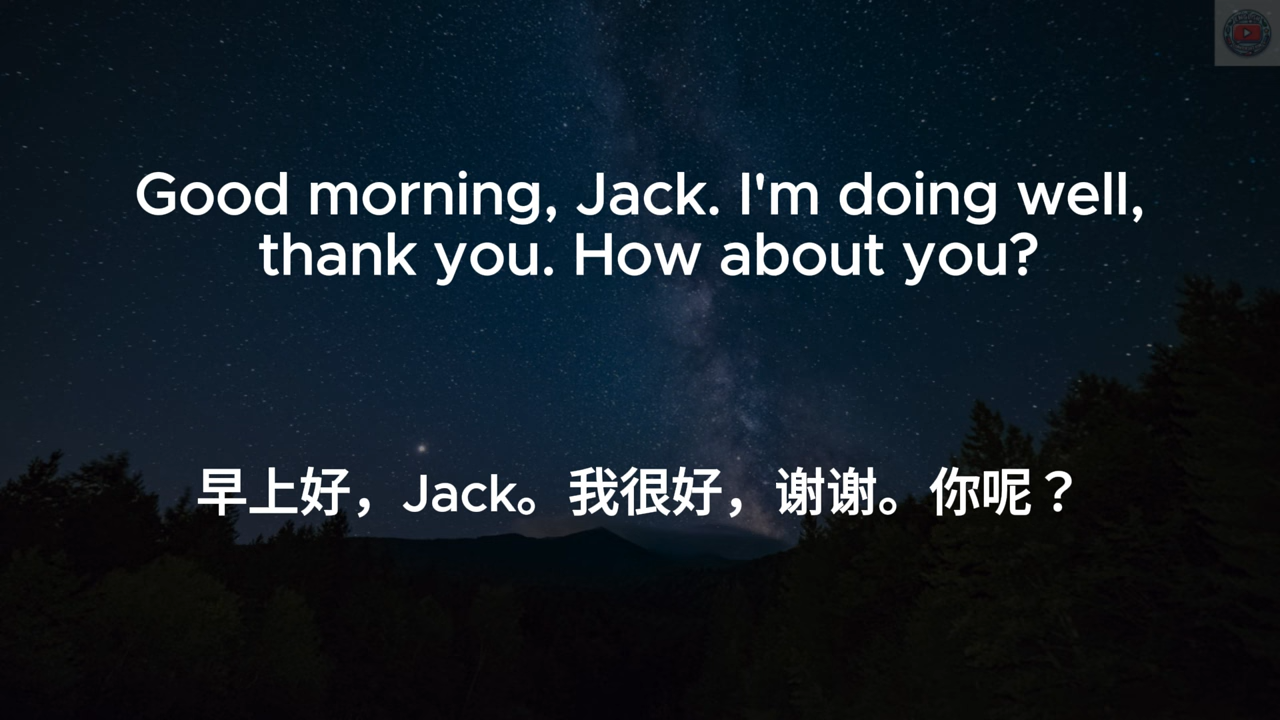 Good morning, Jack. I'm doing well,
thank you. How about you?
早上好，Jack。我很好，谢谢。你呢？